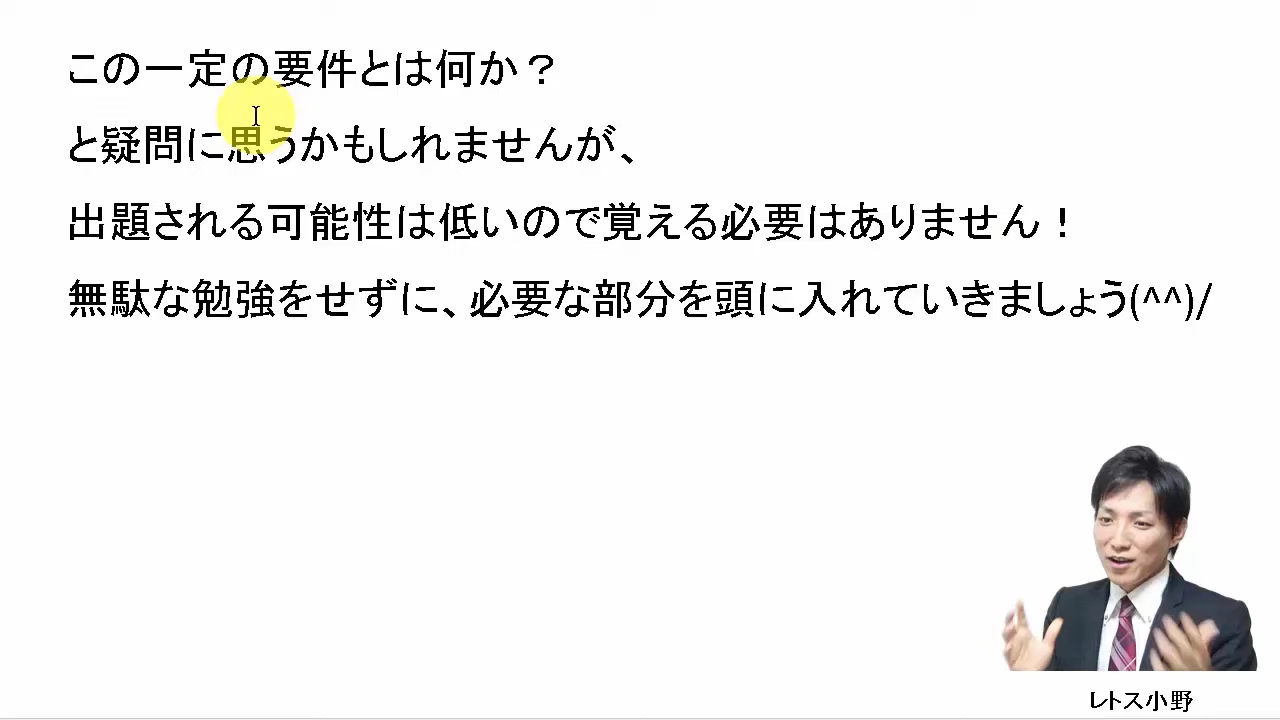 この一定の要件とは何か？
と疑問に思うかもしれませんが、
出題される可能性は低いので覚える必要はありません！
無駄な勉強をせずに、必要な部分を頭に入れていきましょう(^^)/
レトス小野